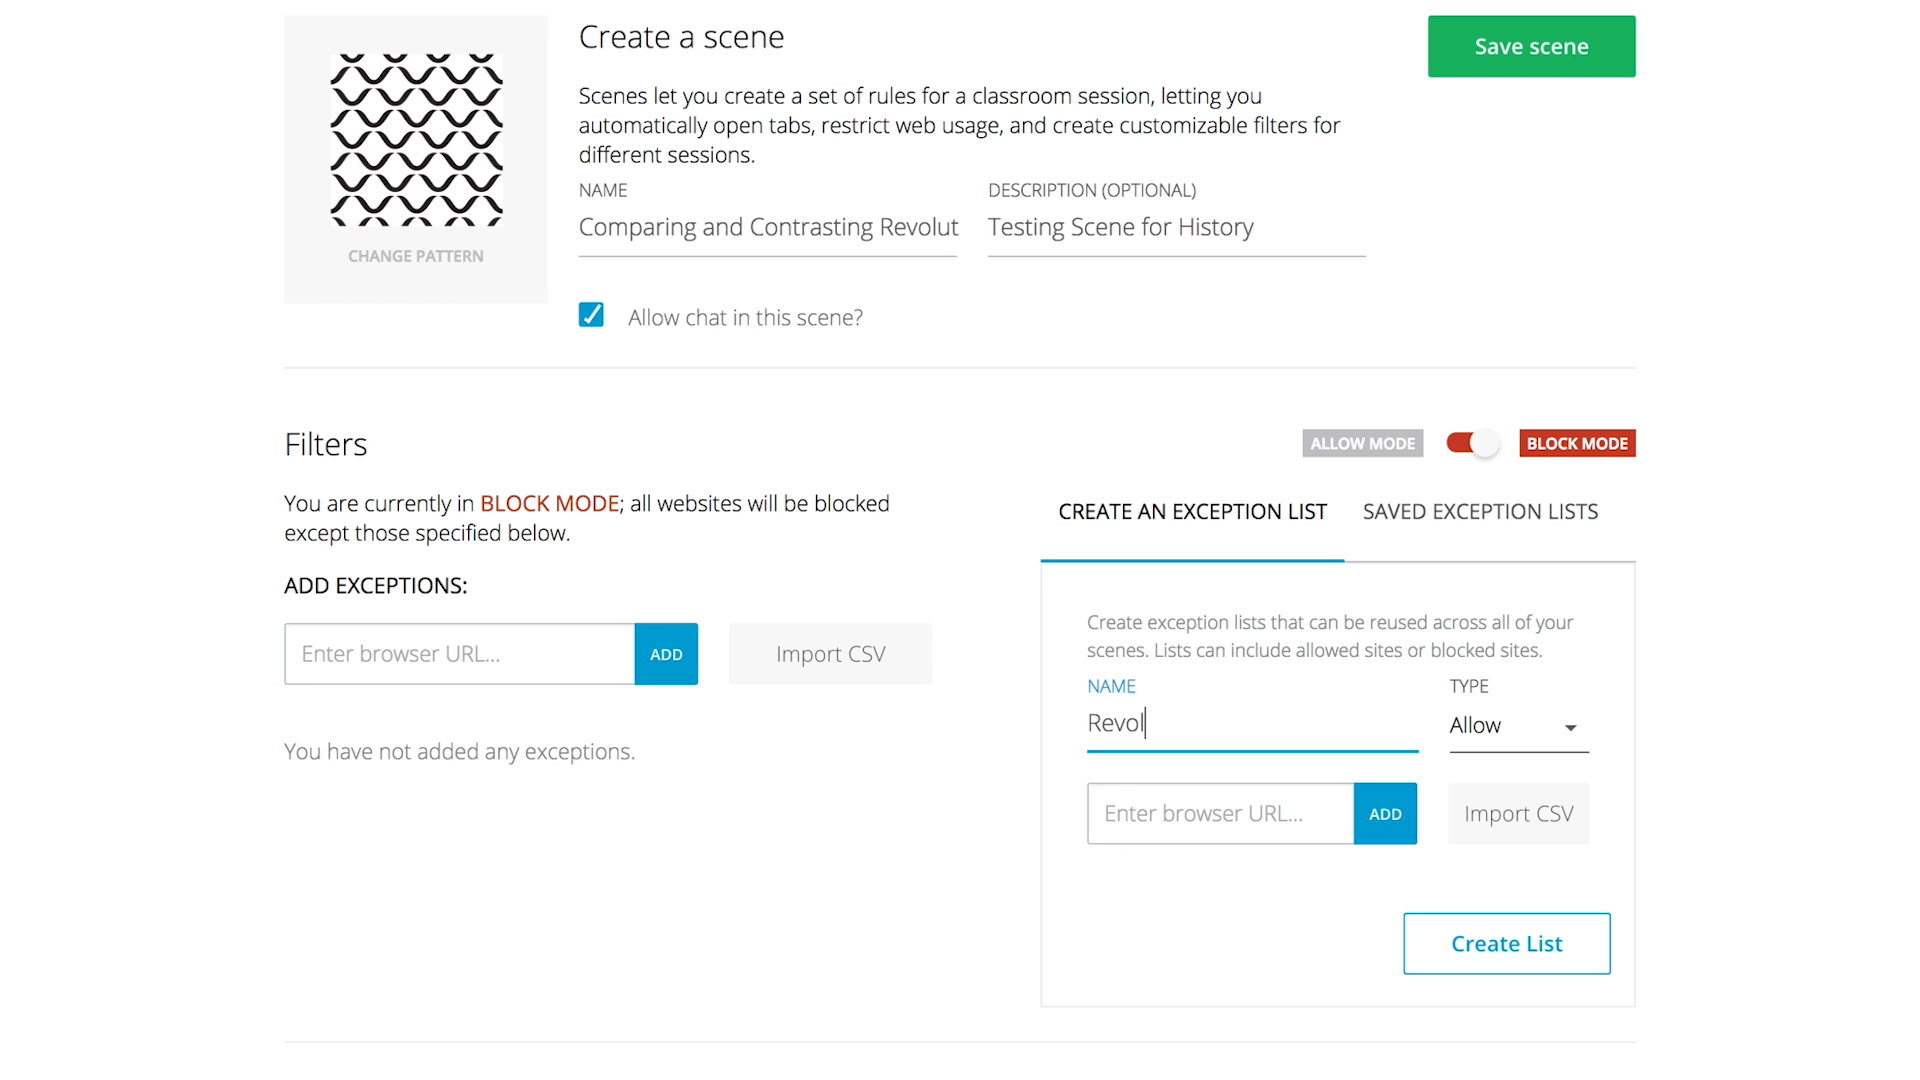 Create a scene
Save scene
Scenes let you create a set of rules for a classroom session, letting you
automatically open tabs, restrict web usage, and create customizable filters for
different sessions.
NAME
DESCRIPTION (OPTIONAL)
Comparing and Contrasting Revolut
Testing Scene for History
CHANGE PATTERN
Allow chat in this scene?
Filters
ALLOW MODE
BLOCK MODE
You are currently in BLOCK MODE; all websites will be blocked
except those specified below.
CREATE AN EXCEPTION LIST
SAVED EXCEPTION LISTS
ADD EXCEPTIONS:
Enter browser URL...
ADD
Import CSV
You have not added any exceptions.
Create exception lists that can be reused across all of your
scenes. Lists can include allowed sites or blocked sites.
NAME
TYPE
Revol
Allow
Enter browser URL...
ADD
Import CSV
Create List